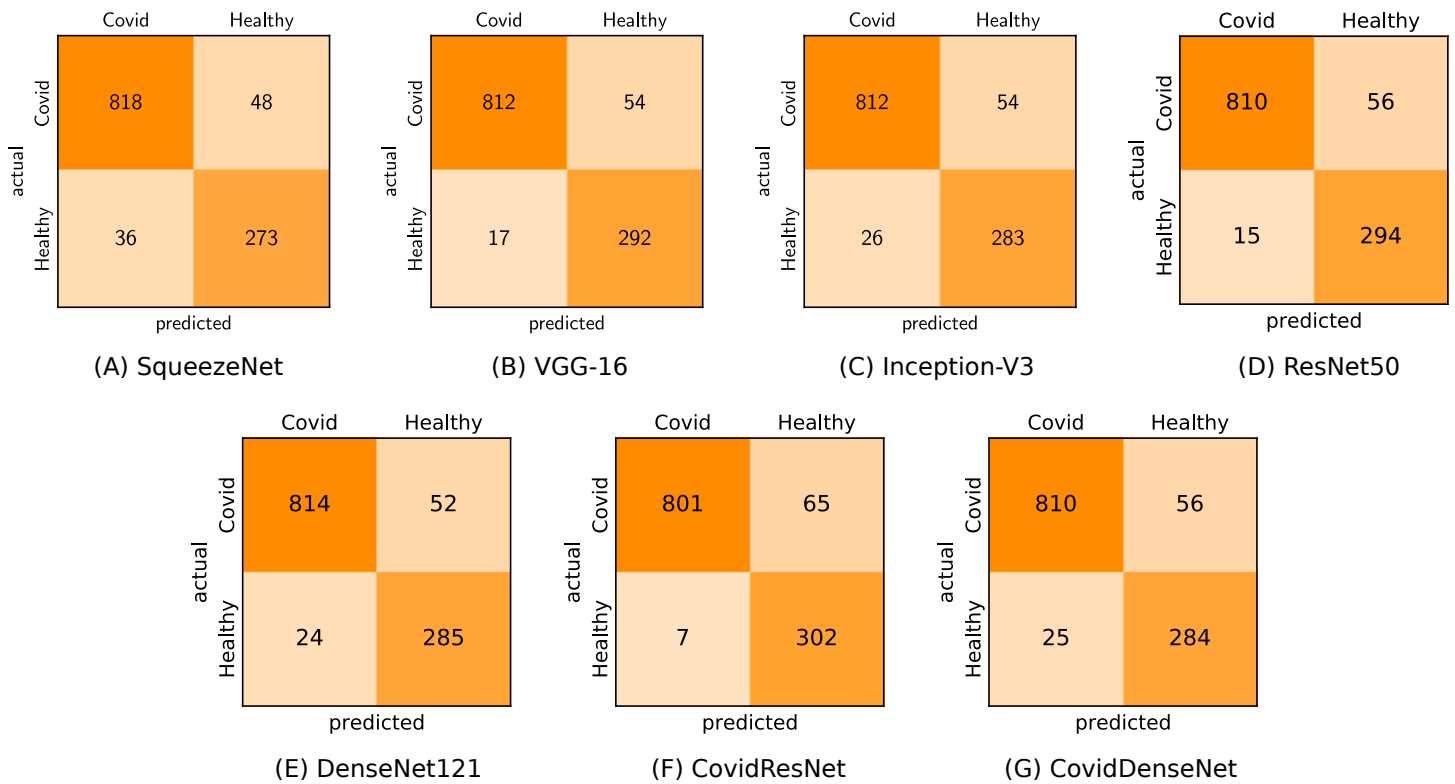 Covid Healthy
Covid 818 48
actual
Healthy 36 273
predicted
(A) SqueezeNet
Covid Healthy
Covid 812 54
actual
Healthy 17 292
predicted
(B) VGG-16
Covid Healthy
Covid 812 54
actual
Healthy 26 283
predicted
(C) Inception-V3
Covid Healthy
Covid 810 56
actual
Healthy 15 294
predicted
(D) ResNet50
Covid Healthy
Covid 814 52
actual
Healthy 24 285
predicted
(E) DenseNet121
Covid Healthy
Covid 801 65
actual
Healthy 7 302
predicted
(F) CovidResNet
Covid Healthy
Covid 810 56
actual
Healthy 25 284
predicted
(G) CovidDenseNet